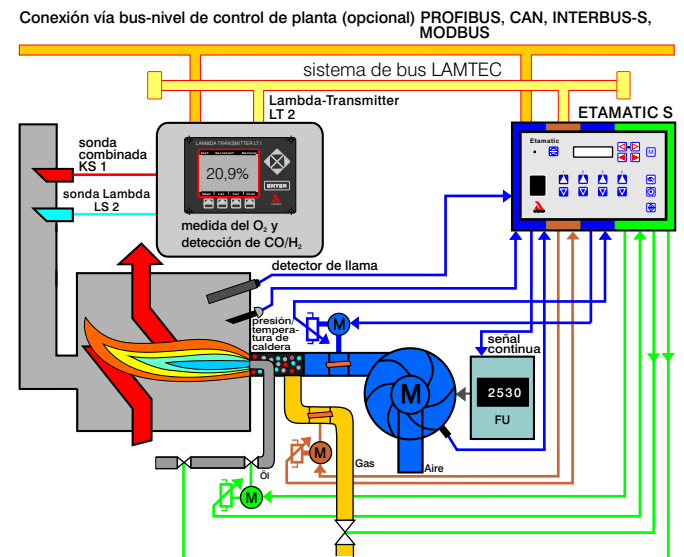 Conexión vía bus-nivel de control de planta (opcional) PROFIBUS, CAN, INTERBUS-S,
MODBUS
sistema de bus LAMTEC
Lambda-Transmitter
LT 2
ETAMATIC S
sonda
combinada
KS 1
LAMBDA TRANSMITTER LT1
20,9%
ENTER
Etamatic
M
sonda Lambda
LS 2
medida del O₂ y
detección de CO/H₂
detector de llama
presión/
tempera-
tura de
caldera
M
señal
continua
2530
FU
M
M
Gas
Aire
Öl
M